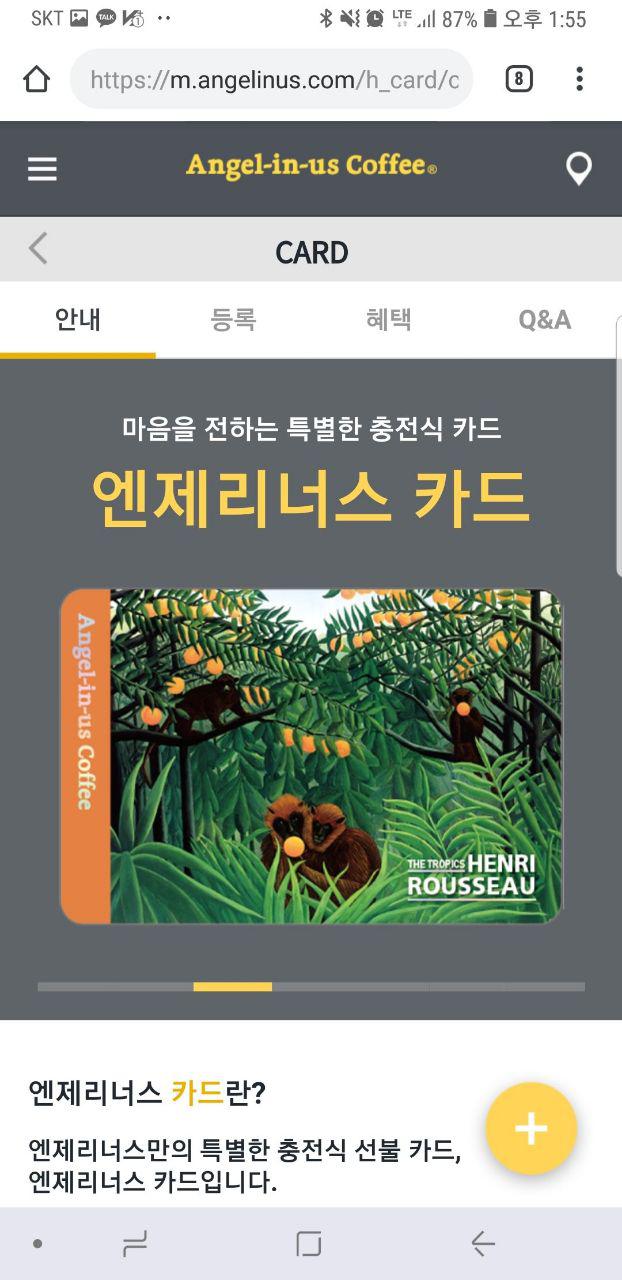 SKT TALK 1 LTE 87% 오후 1:55
https://m.angelinus.com/h_card/c 8
Angel-in-us Coffee®
CARD
안내 등록 혜택 Q&A
마음을 전하는 특별한 충전식 카드
엔제리너스 카드
Angel-in-us Coffee
THE TROPICS HENRI
ROUSSEAU
엔제리너스 카드란?
엔제리너스만의 특별한 충전식 선불 카드,
엔제리너스 카드입니다.